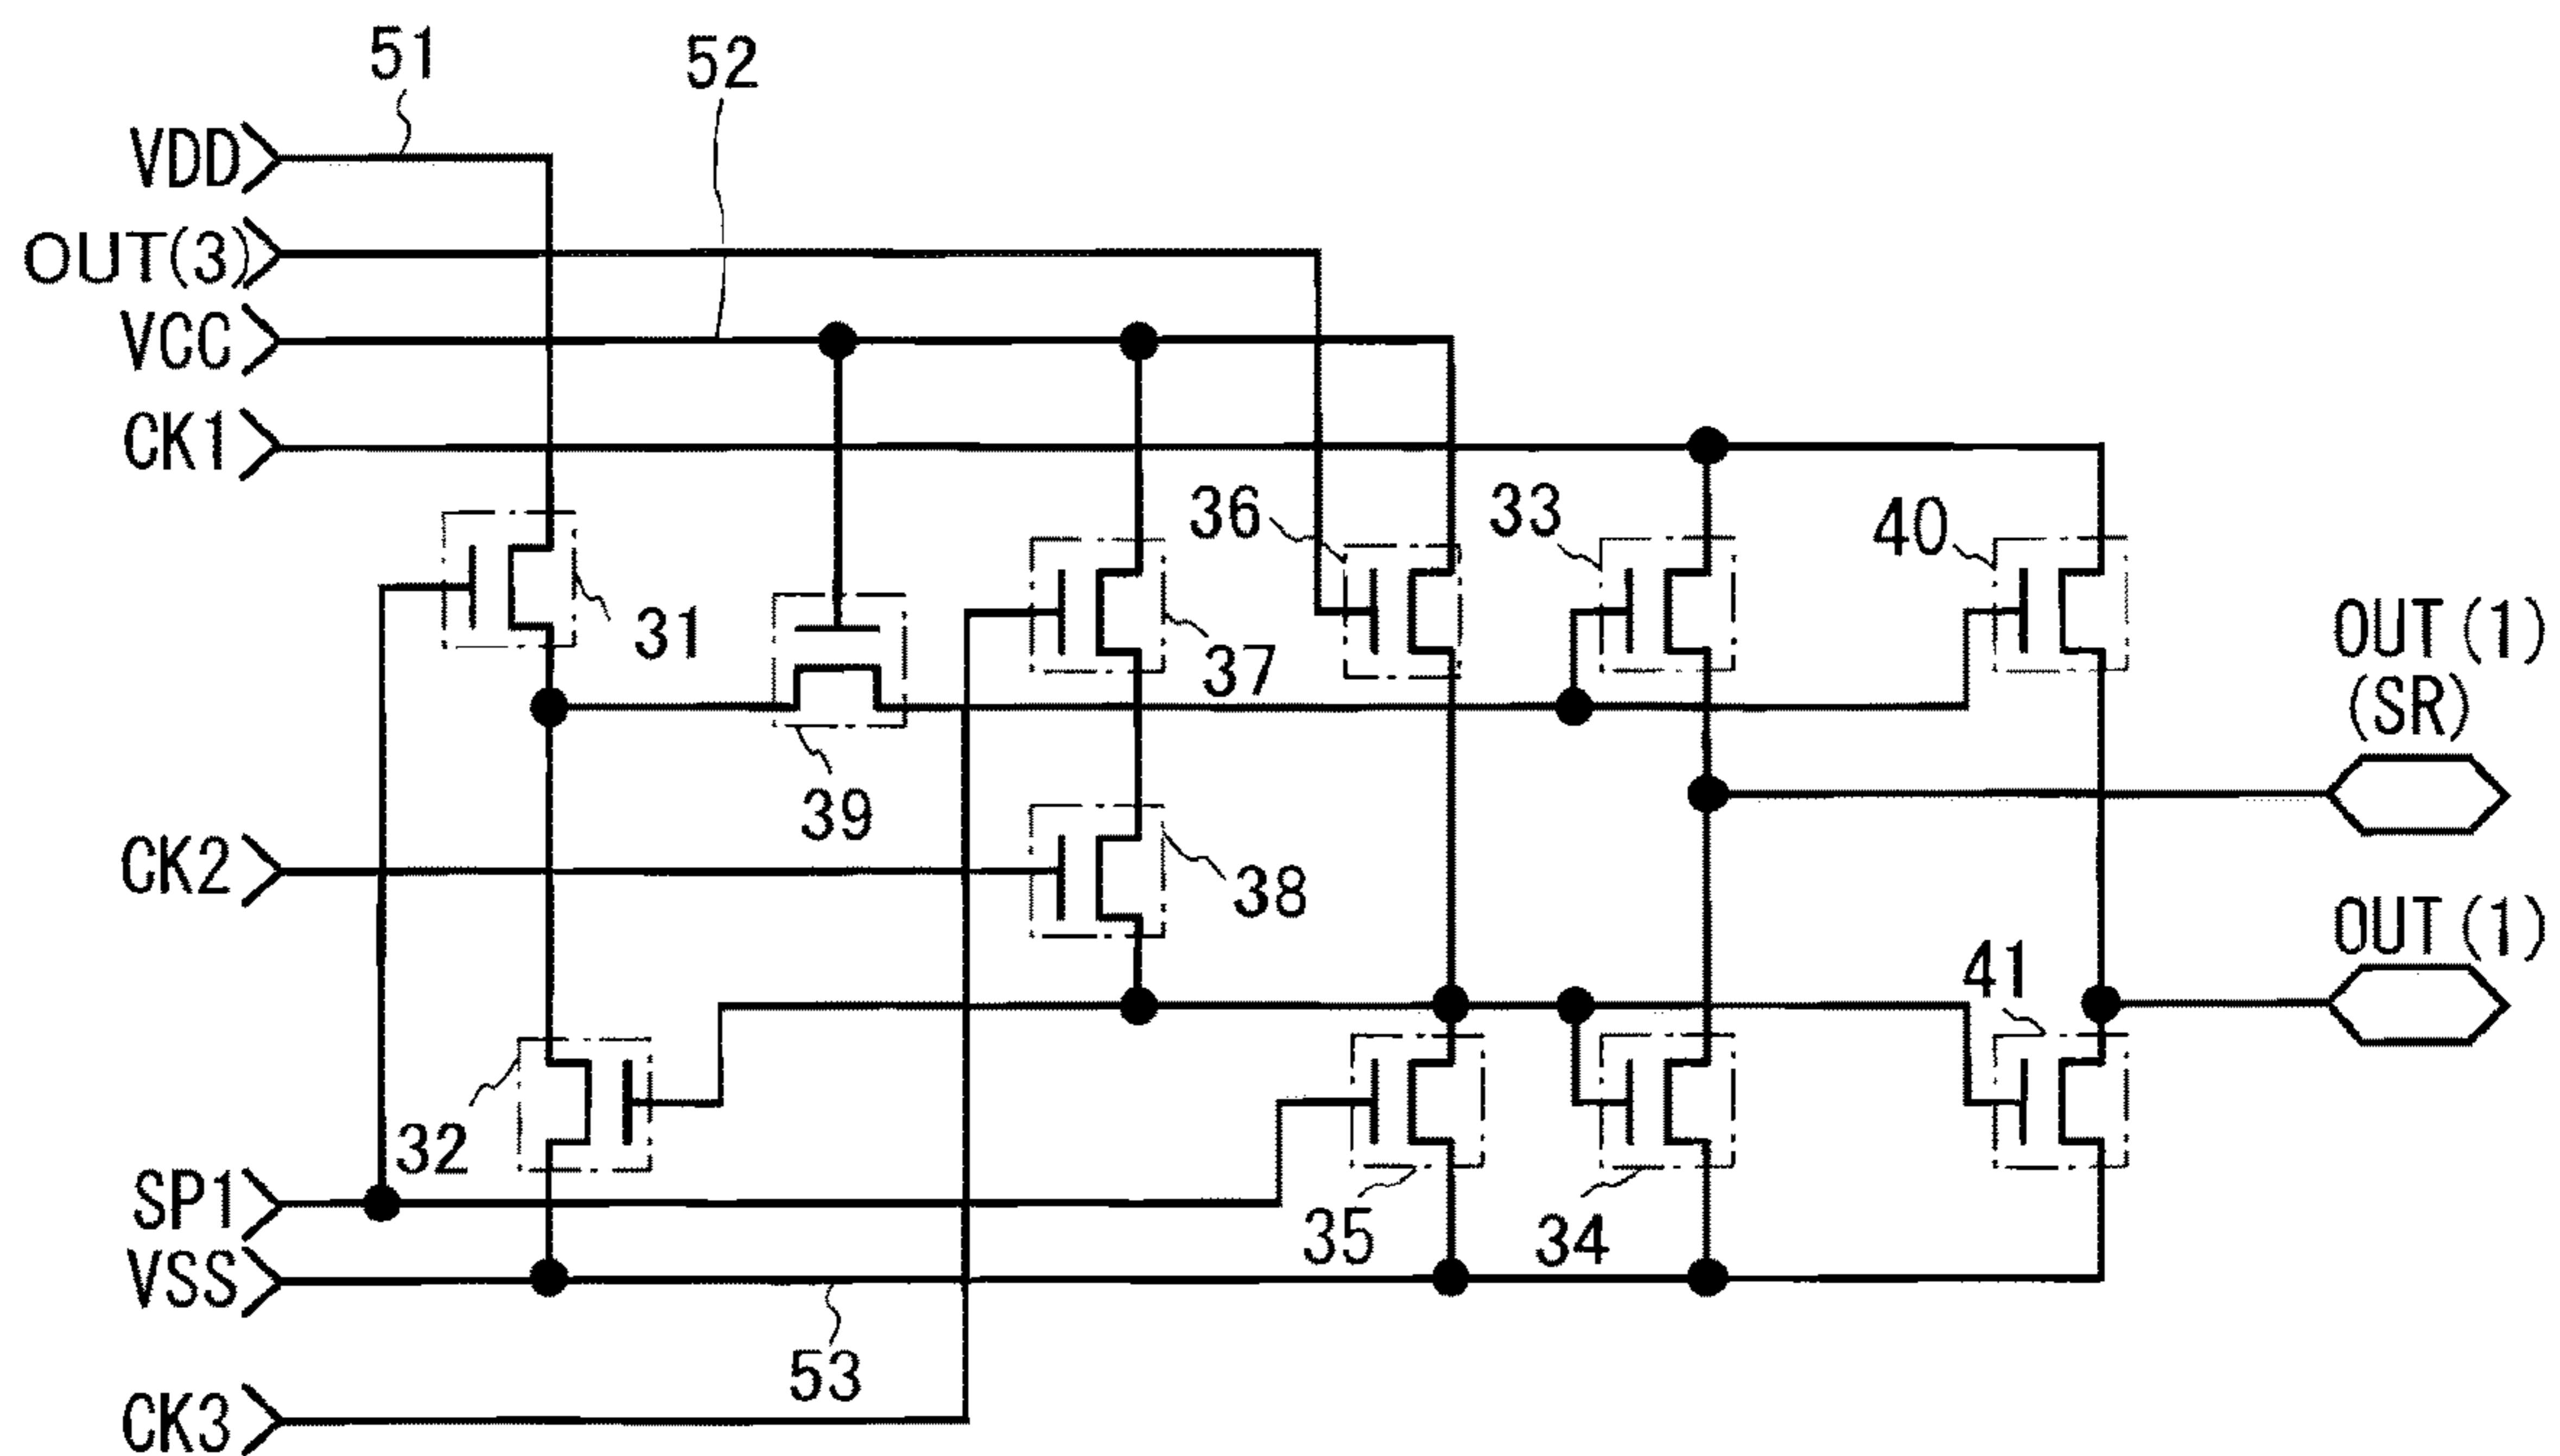 51
52
VDD
OUT(3)
VCC
CK1
36
33
40
31
37
OUT(1)
(SR)
39
CK2
38
OUT(1)
41
32
SP1
35
34
VSS
53
CK3